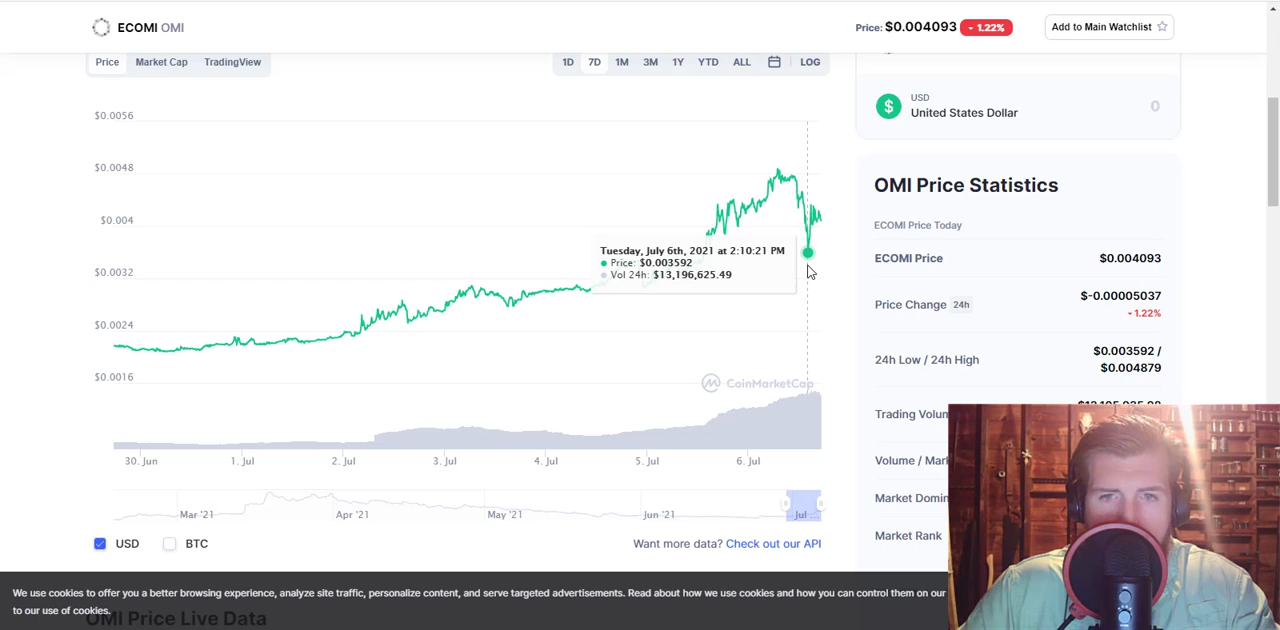 ECOMI OMI
Price: $0.004093 1.22%
Add to Main Watchlist
Price Market Cap TradingView
1D 7D 1M 3M 1Y YTD ALL LOG
USD
United States Dollar
0
$0.0056
$0.0048
$0.004
$0.0032
$0.0024
$0.0016
Tuesday, July 6th, 2021 at 2:10:21 PM
Price: $0.003592
Vol 24h: $13,196,625.49
CoinMarketCap
30. Jun 1. Jul 2. Jul 3. Jul 4. Jul 5. Jul 6. Jul
Mar '21 Apr '21 May '21 Jun '21 Jul
USD BTC
Want more data? Check out our API
OMI Price Statistics
ECOMI Price Today
ECOMI Price $0.004093
Price Change 24h $-0.00005037
1.22%
24h Low / 24h High $0.003592 /
$0.004879
Trading Volum
Volume / Mark
Market Domin
Market Rank
We use cookies to offer you a better browsing experience, analyze site traffic, personalize content, and serve targeted advertisements. Read about how we use cookies and how you can control them on our
to our use of cookies.
OMI Price Live Data